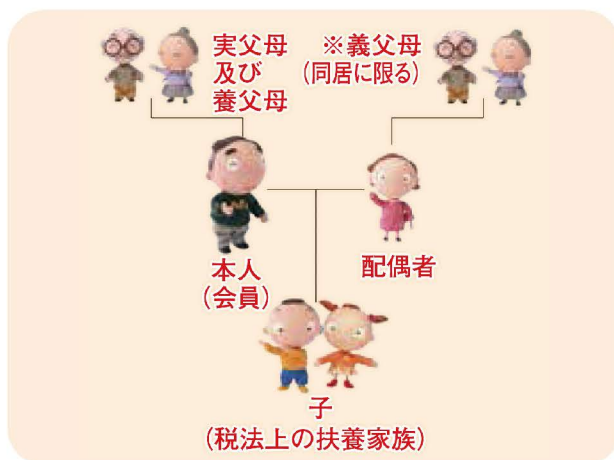 実父母
及び
養父母
※義父母
(同居に限る)
本人
(会員)
配偶者
子
(税法上の扶養家族)